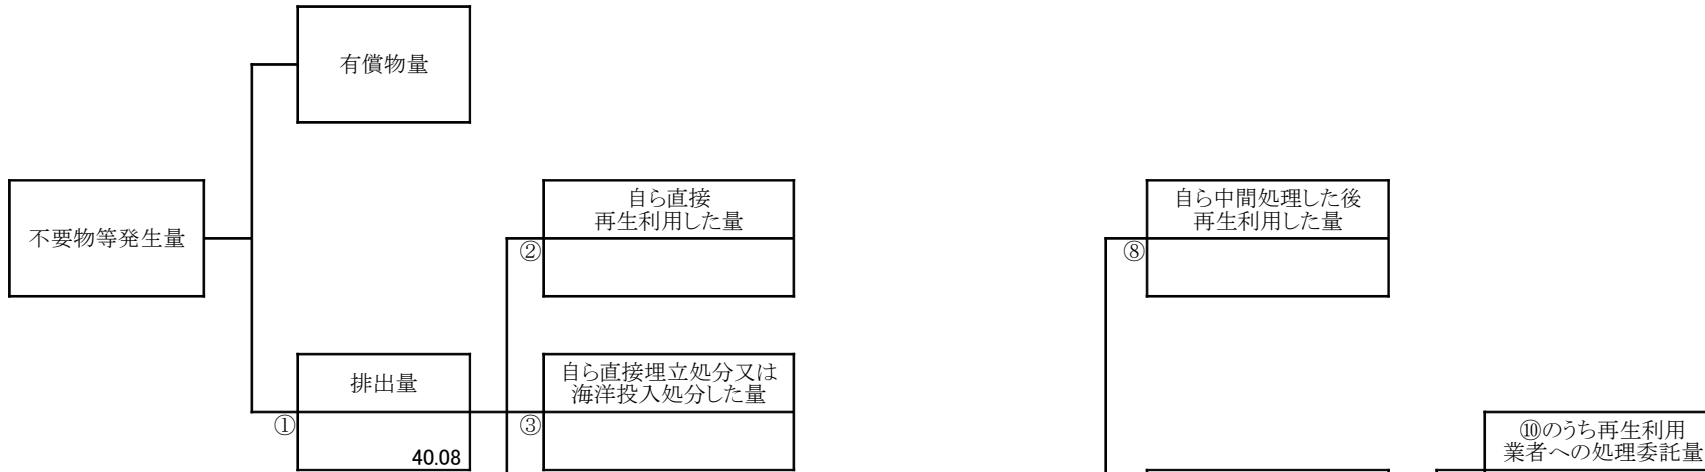 有償物量
不要物等発生量
自ら直接
再生利用した量
②
自ら中間処理した後
再生利用した量
⑧
排出量
①
40.08
自ら直接埋立処分又は
海洋投入処分した量
③
⑩のうち再生利用
業者への処理委託量